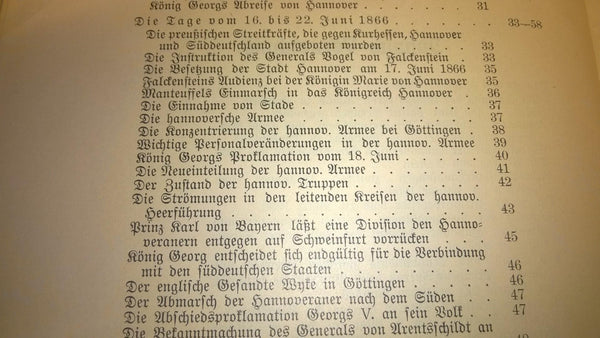 König Georgs Abreise von Hannover . . . . . . . . 31
Die Tage vom 16. bis 22. Juni 1866 . . . . . . . . 33—58
Die preußischen Streitkräfte, die gegen Kurhessen, Hannover
und Süddeutschland aufgeboten wurden . . . . . 33
Die Instruktion des Generals Vogel von Falckenstein . 33
Die Besetzung der Stadt Hannover am 17. Juni 1866 35
Falckensteins Audienz bei der Königin Marie von Hannover 35
Manteuffels Einmarsch in das Königreich Hannover . 36
Die Einnahme von Stade . . . . . . . . . . 37
Die hannoversche Armee . . . . . . . . . . 37
Die Konzentrierung der hannov. Armee bei Göttingen . 38
Wichtige Personalveränderungen in der hannov. Armee 39
König Georgs Proklamation vom 18. Juni . . . . . 40
Die Neueinteilung der hannov. Armee . . . . . . 41
Der Zustand der hannov. Truppen . . . . . . . 42
Die Strömungen in den leitenden Kreisen der hannov.
Heerführung . . . . . . . . . . . 43
Prinz Karl von Bayern läßt eine Division den Hanno-
veranern entgegen auf Schweinfurt vorrücken . . . 45
König Georg entscheidet sich endgültig für die Verbindung
mit den süddeutschen Staaten . . . . . . . . 46
Der englische Gesandte Wyke in Göttingen . . . . 46
Der Abmarsch der Hannoveraner nach dem Süden . . 47
Die Abschiedsproklamation Georgs V. an sein Volk . . 47
Die Bekanntmachung des Generals von Arentsschildt an